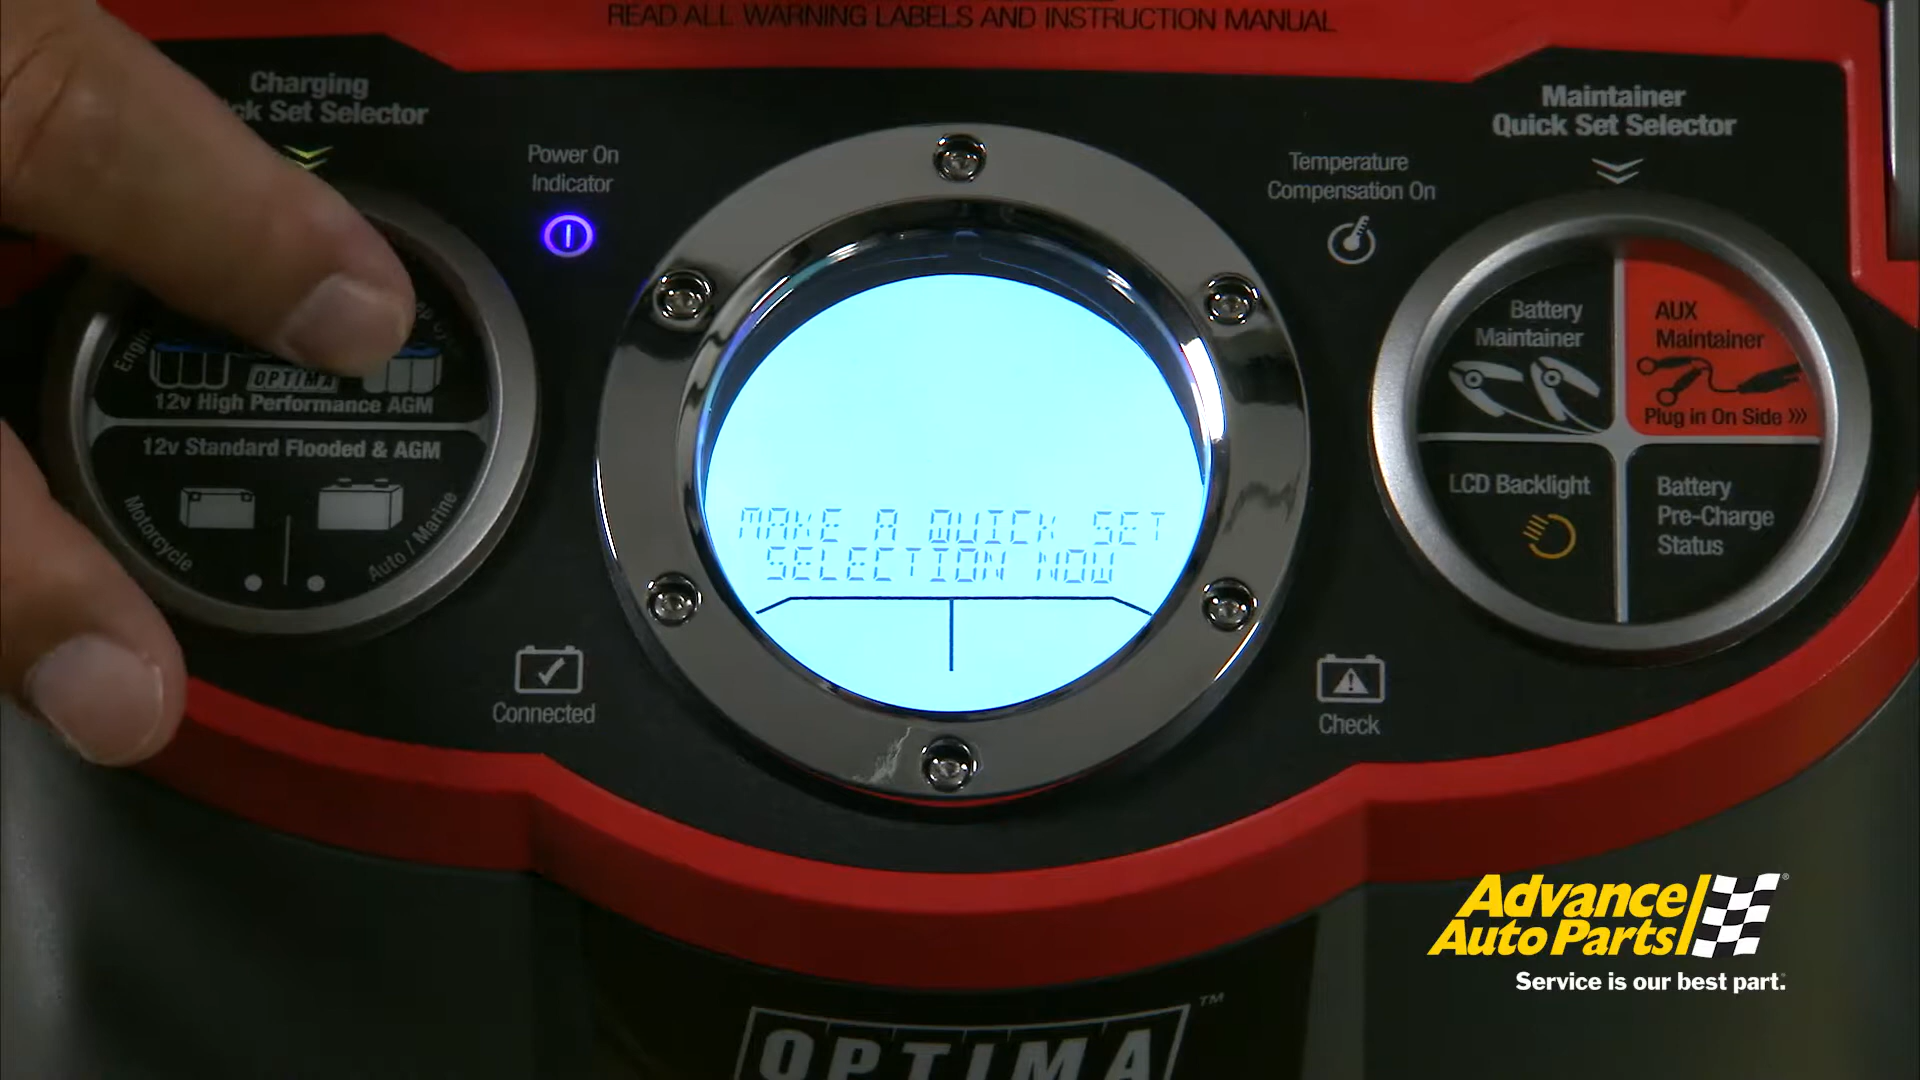 READ ALL WARNING LABELS AND INSTRUCTION MANUAL
Charging
ck Set Selector
Power On
Indicator
Temperature
Compensation On
Maintainer
Quick Set Selector
OPTIMA
12v High Performance AGM
12v Standard Flooded & AGM
Motorcycle
Auto / Marine
MAKE A QUICK SET
SELECTION NOW
Battery
Maintainer
AUX
Maintainer
Plug in On Side »»
LCD Backlight
Battery
Pre-Charge
Status
Connected
Check
Advance
Auto Parts
®
Service is our best part.
OPTIMA™